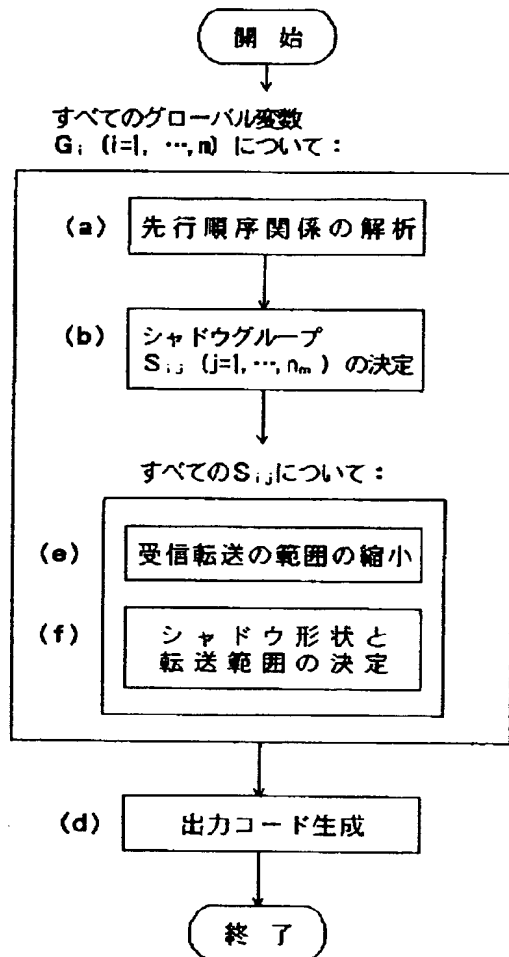 開始
すべてのグローバル変数
Gi (i=1, …,m) について：
(a) 先行順序関係の解析
(b) シャドウグループ
Sij (j=1,…,nm) の決定
すべてのSijについて：
(e) 受信転送の範囲の縮小
(f) シャドウ形状と
転送範囲の決定
(d) 出力コード生成
終了